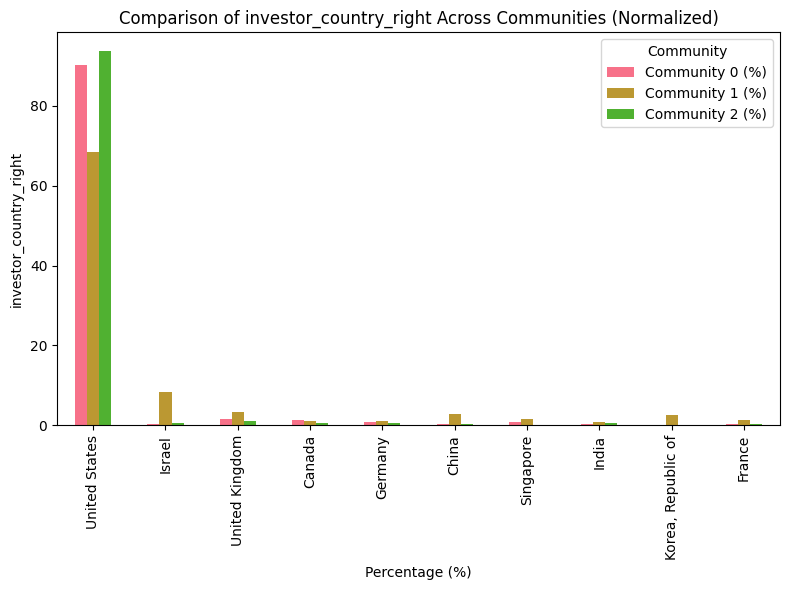 Comparison of investor_country_right Across Communities (Normalized)
Community
Community 0 (%)
Community 1 (%)
Community 2 (%)
investor_country_right
80
60
40
20
0
United States
Israel
United Kingdom
Canada
Germany
China
Singapore
India
Korea, Republic of
France
Percentage (%)